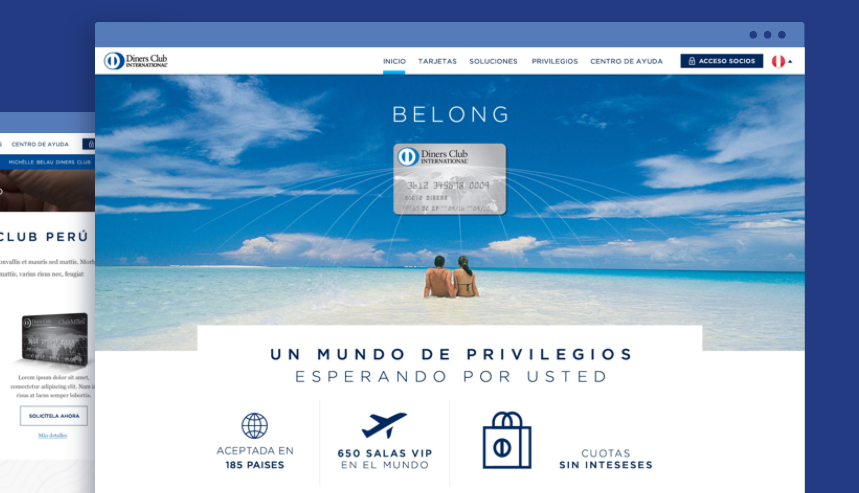 Diners Club
INTERNATIONAL
INICIO TARJETAS SOLUCIONES PRIVILEGIOS CENTRO DE AYUDA ACCESO SOCIOS
BELONG
Diners Club
INTERNATIONAL
0009
SOCIO DINERS
UN MUNDO DE PRIVILEGIOS
ESPERANDO POR USTED
ACEPTADA EN
185 PAISES
650 SALAS VIP
EN EL MUNDO
CUOTAS
SIN INTESESES
CENTRO DE AYUDA
MICHÈLLE BELAU DINERS CLUB
CLUB PERÚ
convallis et mauris sed mattis. Morbi
mattis, varius risus nec, feugiat
ClubMiles
Lorem ipsum dolor sit amet,
consectetur adipiscing elit. Nam
risus at lacus semper lobortis.
SOLICÍTELA AHORA
Más detalles